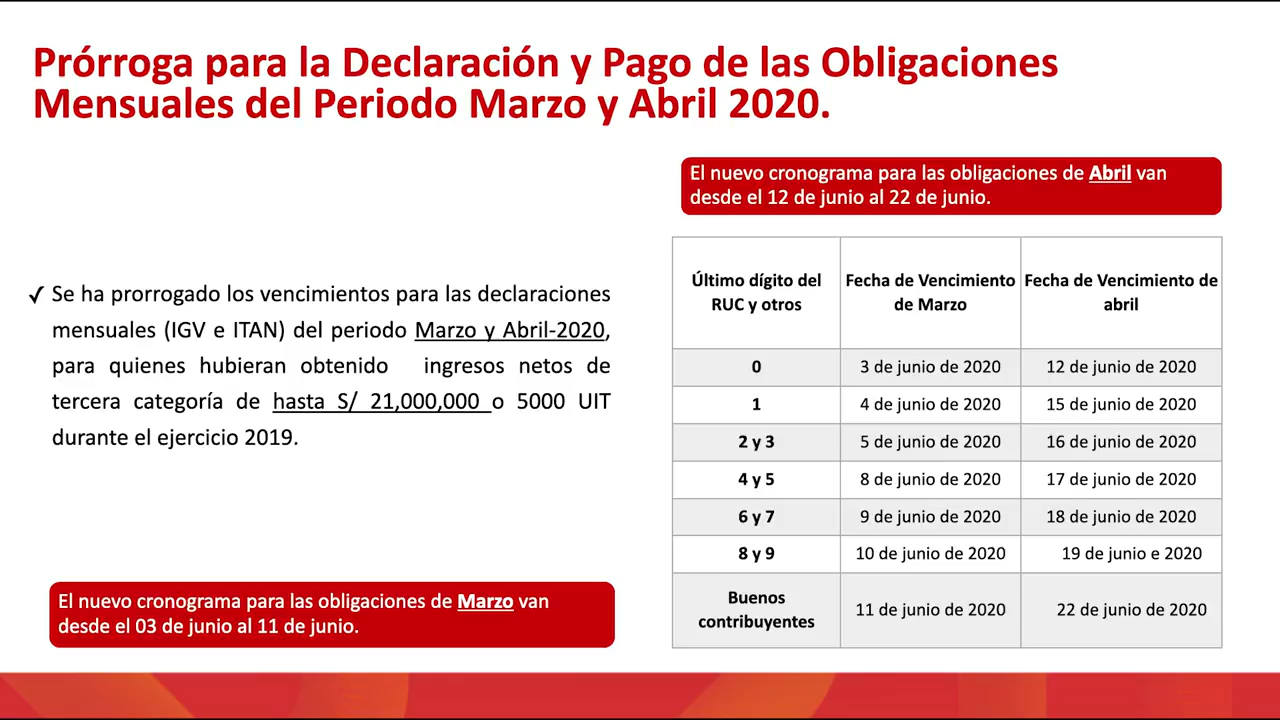 Prórroga para la Declaración y Pago de las Obligaciones
Mensuales del Periodo Marzo y Abril 2020.
✓ Se ha prorrogado los vencimientos para las declaraciones
mensuales (IGV e ITAN) del periodo Marzo y Abril-2020,
para quienes hubieran obtenido ingresos netos de
tercera categoría de hasta S/ 21,000,000 o 5000 UIT
durante el ejercicio 2019.
El nuevo cronograma para las obligaciones de Marzo van
desde el 03 de junio al 11 de junio.
El nuevo cronograma para las obligaciones de Abril van
desde el 12 de junio al 22 de junio.
Último dígito del RUC y otros | Fecha de Vencimiento de Marzo | Fecha de Vencimiento de abril
0 | 3 de junio de 2020 | 12 de junio de 2020
1 | 4 de junio de 2020 | 15 de junio de 2020
2 y 3 | 5 de junio de 2020 | 16 de junio de 2020
4 y 5 | 8 de junio de 2020 | 17 de junio de 2020
6 y 7 | 9 de junio de 2020 | 18 de junio de 2020
8 y 9 | 10 de junio de 2020 | 19 de junio e 2020
Buenos contribuyentes | 11 de junio de 2020 | 22 de junio de 2020